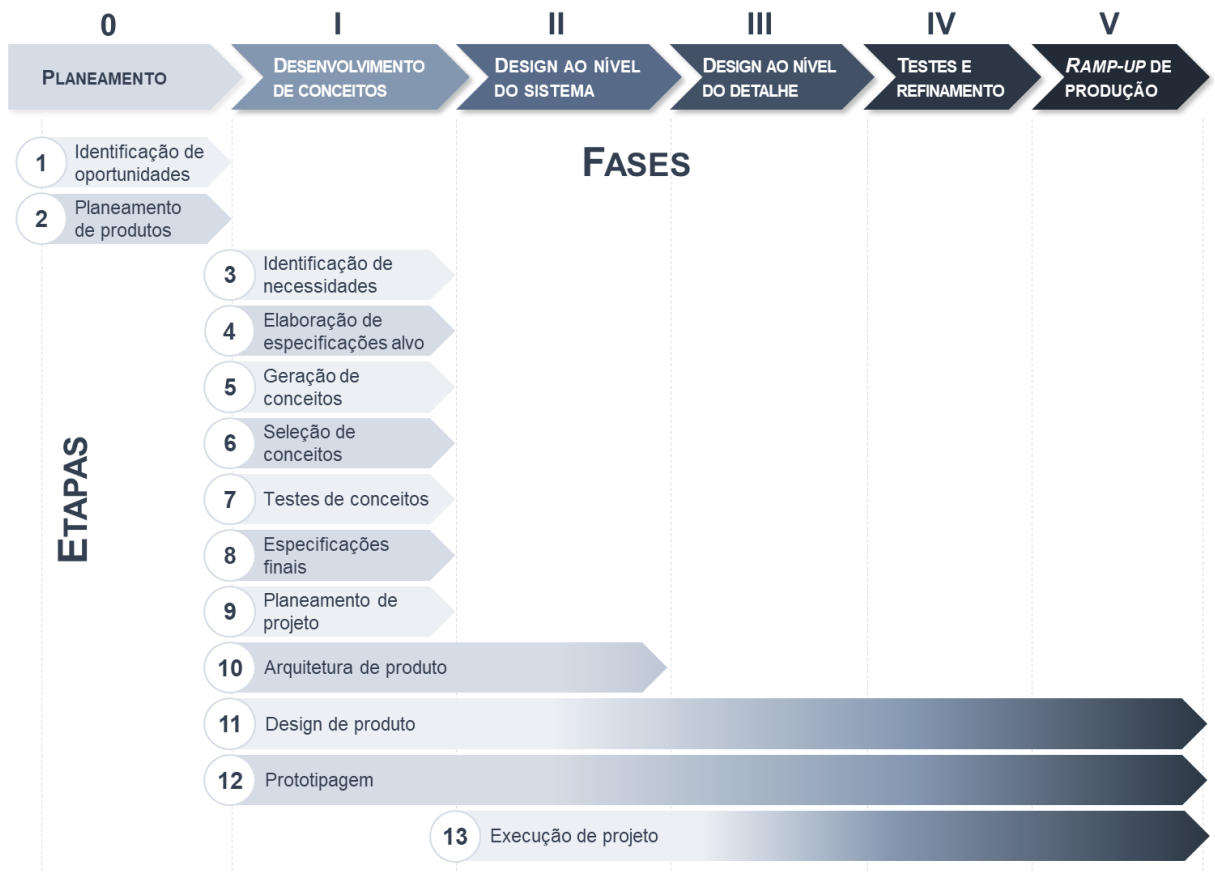 0
I
II
III
IV
V
PLANEAMENTO
DESENVOLVIMENTO
DE CONCEITOS
DESIGN AO NÍVEL
DO SISTEMA
DESIGN AO NÍVEL
DO DETALHE
TESTES E
REFINAMENTO
RAMP-UP DE
PRODUÇÃO
FASES
ETAPAS
1
Identificação de
oportunidades
2
Planeamento
de produtos
3
Identificação de
necessidades
4
Elaboração de
especificações alvo
5
Geração de
conceitos
6
Seleção de
conceitos
7
Testes de conceitos
8
Especificações
finais
9
Planeamento de
projeto
10
Arquitetura de produto
11
Design de produto
12
Prototipagem
13
Execução de projeto